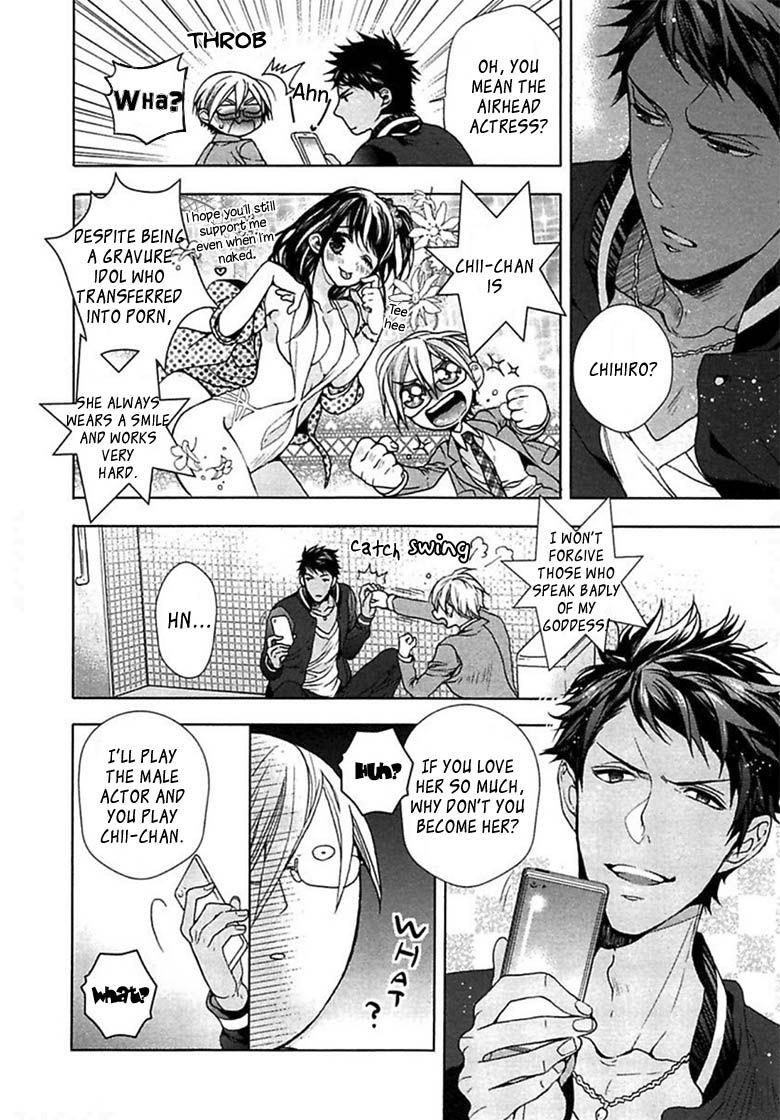 CHIHIRO?
OH, YOU
MEAN THE
AIRHEAD
ACTRESS?
Ahn
THROB
Wha?
CHII-CHAN
IS
Tee
hee
I hope you'll still
support me
even when I'm
naked.
DESPITE BEING
A GRAVURE
IDOL WHO
TRANSFERRED
INTO PORN,
SHE ALWAYS
WEARS A SMILE
AND WORKS
VERY
HARD.
I WON'T
FORGIVE
THOSE WHO
SPEAK BADLY
OF MY
GODDESS!
swing
catch
HN...
IF YOU LOVE
HER SO MUCH,
WHY DON'T YOU
BECOME HER?
Huh?
WHAT?
I'LL PLAY
THE MALE
ACTOR AND
YOU PLAY
CHII-CHAN.
What?